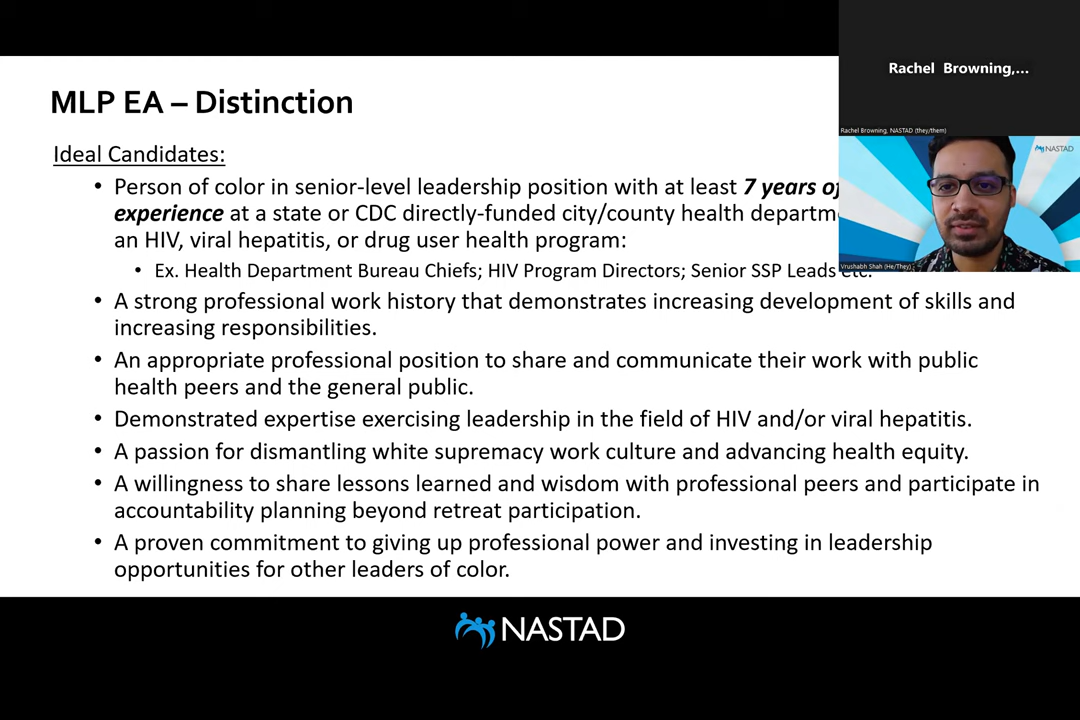 MLP EA – Distinction
Ideal Candidates:
• Person of color in senior-level leadership position with at least 7 years of
experience at a state or CDC directly-funded city/county health
an HIV, viral hepatitis, or drug user health program:
• Ex. Health Department Bureau Chiefs; HIV Program Directors; Senior SSP Leads etc.
• A strong professional work history that demonstrates increasing development of skills and
increasing responsibilities.
• An appropriate professional position to share and communicate their work with public
health peers and the general public.
• Demonstrated expertise exercising leadership in the field of HIV and/or viral hepatitis.
• A passion for dismantling white supremacy work culture and advancing health equity.
• A willingness to share lessons learned and wisdom with professional peers and participate in
accountability planning beyond retreat participation.
• A proven commitment to giving up professional power and investing in leadership
opportunities for other leaders of color.
NASTAD
Rachel Browning,...
Rachel Browning, NASTAD (they/them)
NASTAD
Vrushabh Shah (He/They)